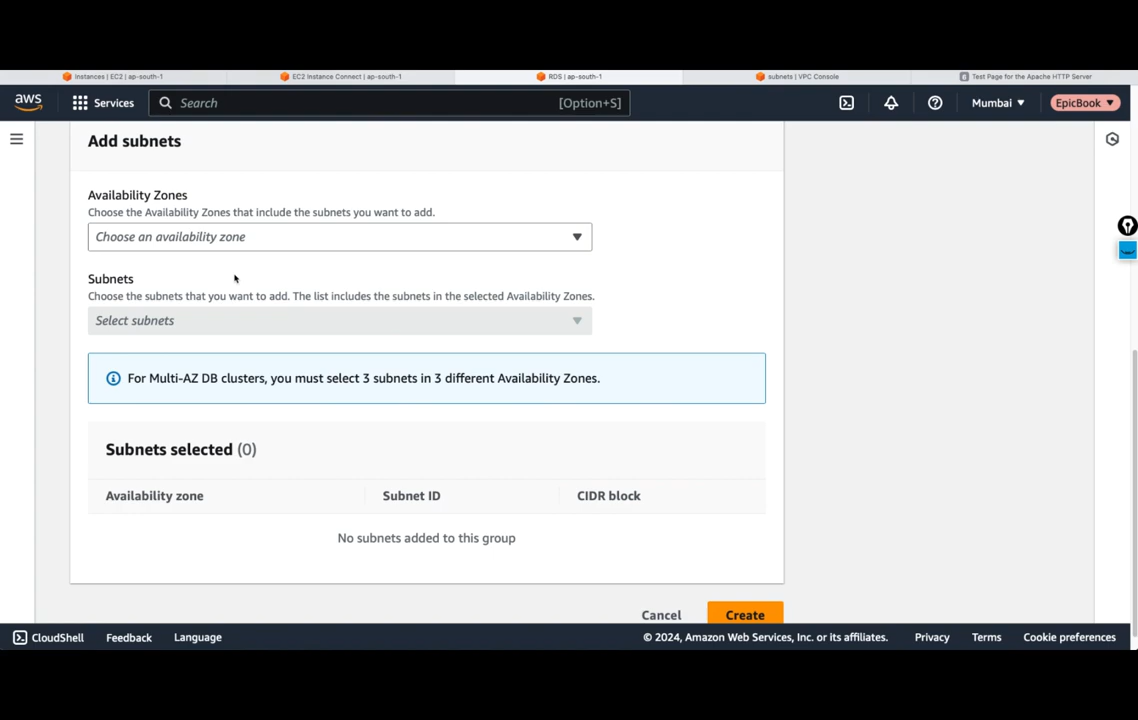 Instances | EC2 | ap-south-1
EC2 Instance Connect | ap-south-1
RDS | ap-south-1
subnets | VPC Console
Test Page for the Apache HTTP Server
aws
Services
Search
[Option+S]
Mumbai
EpicBook
Add subnets
Availability Zones
Choose the Availability Zones that include the subnets you want to add.
Choose an availability zone
Subnets
Choose the subnets that you want to add. The list includes the subnets in the selected Availability Zones.
Select subnets
For Multi-AZ DB clusters, you must select 3 subnets in 3 different Availability Zones.
Subnets selected (0)
Availability zone
Subnet ID
CIDR block
No subnets added to this group
Cancel
Create
CloudShell
Feedback
Language
© 2024, Amazon Web Services, Inc. or its affiliates.
Privacy
Terms
Cookie preferences